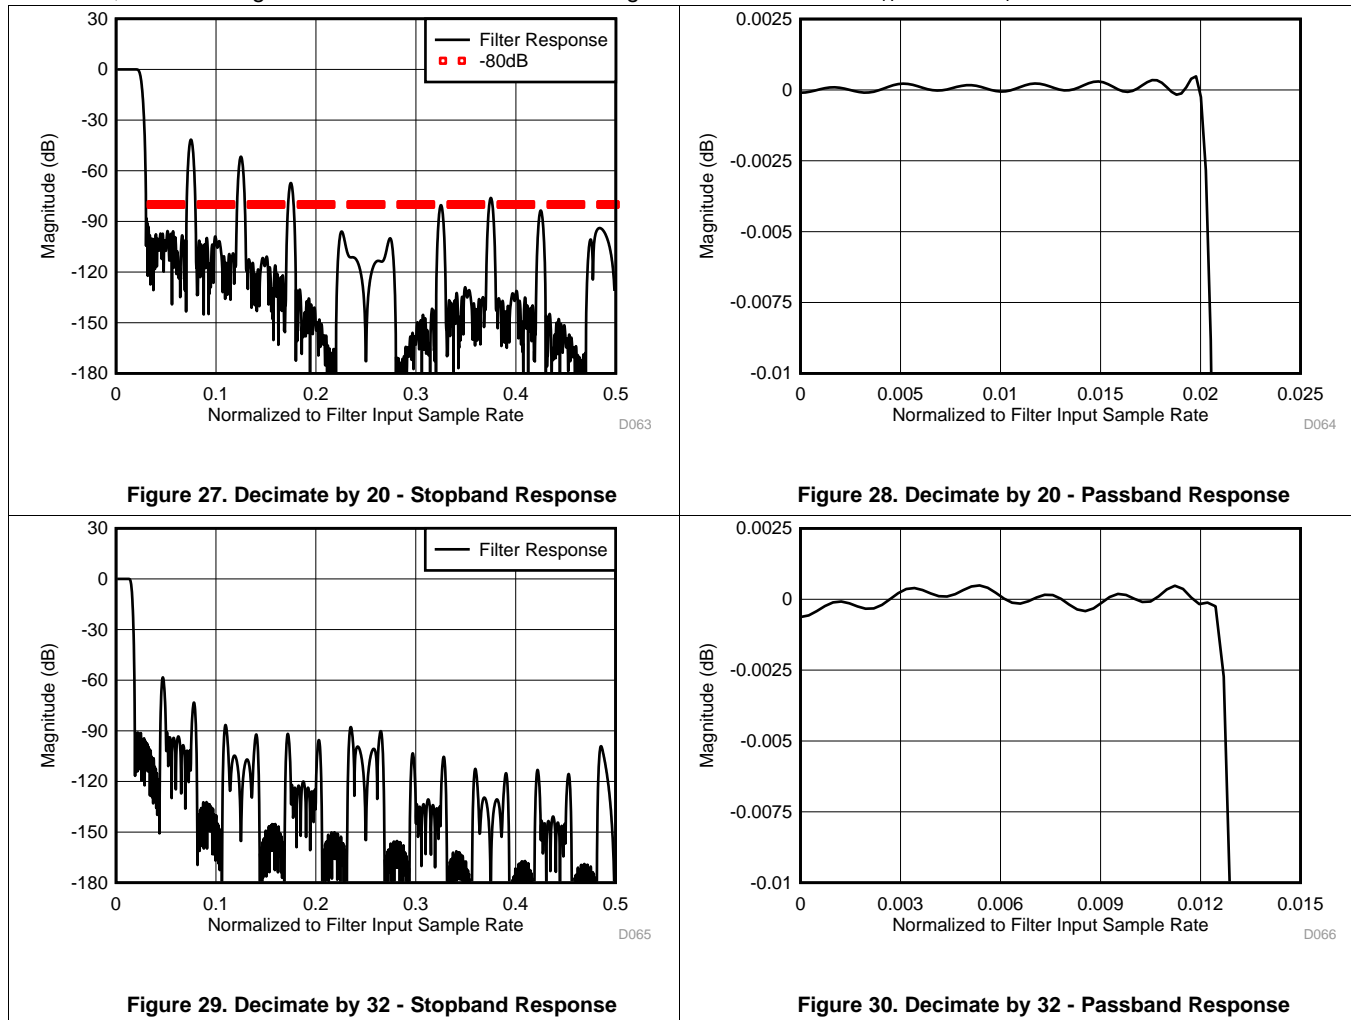 30
0
-30
-60
-90
-120
-150
-180
Magnitude (dB)
Filter Response
-80dB
0 0.1 0.2 0.3 0.4 0.5
Normalized to Filter Input Sample Rate
D063
Figure 27. Decimate by 20 - Stopband Response
0.0025
0
-0.0025
-0.005
-0.0075
-0.01
Magnitude (dB)
0 0.005 0.01 0.015 0.02 0.025
Normalized to Filter Input Sample Rate
D064
Figure 28. Decimate by 20 - Passband Response
30
0
-30
-60
-90
-120
-150
-180
Magnitude (dB)
Filter Response
0 0.1 0.2 0.3 0.4 0.5
Normalized to Filter Input Sample Rate
D065
Figure 29. Decimate by 32 - Stopband Response
0.0025
0
-0.0025
-0.005
-0.0075
-0.01
Magnitude (dB)
0 0.003 0.006 0.009 0.012 0.015
Normalized to Filter Input Sample Rate
D066
Figure 30. Decimate by 32 - Passband Response